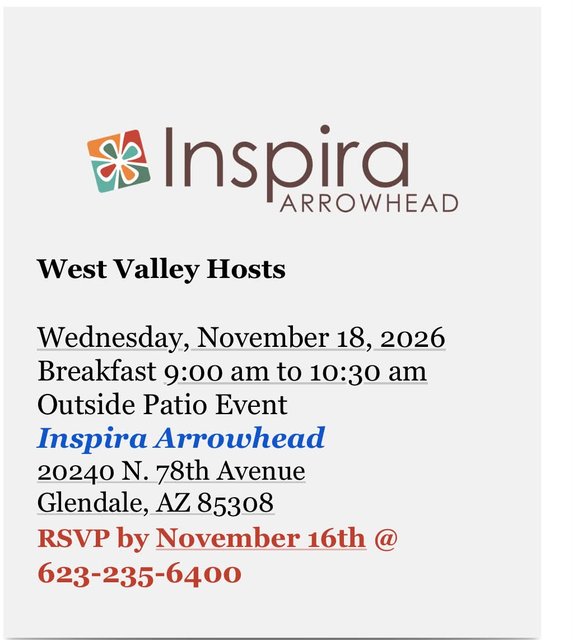 Inspira
ARROWHEAD
West Valley Hosts
Wednesday, November 18, 2026
Breakfast 9:00 am to 10:30 am
Outside Patio Event
Inspira Arrowhead
20240 N. 78th Avenue
Glendale, AZ 85308
RSVP by November 16th @
623-235-6400